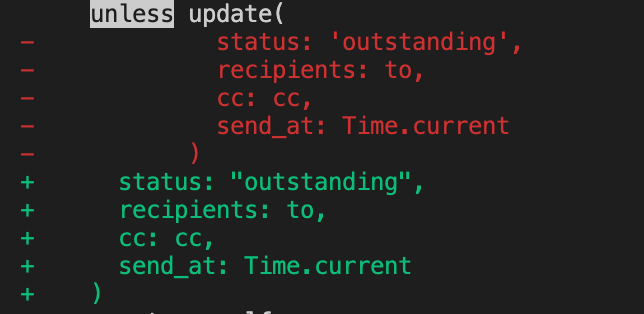 unless update(
- status: 'outstanding',
- recipients: to,
- cc: cc,
- send_at: Time.current
- )
+ status: "outstanding",
+ recipients: to,
+ cc: cc,
+ send_at: Time.current
+ )